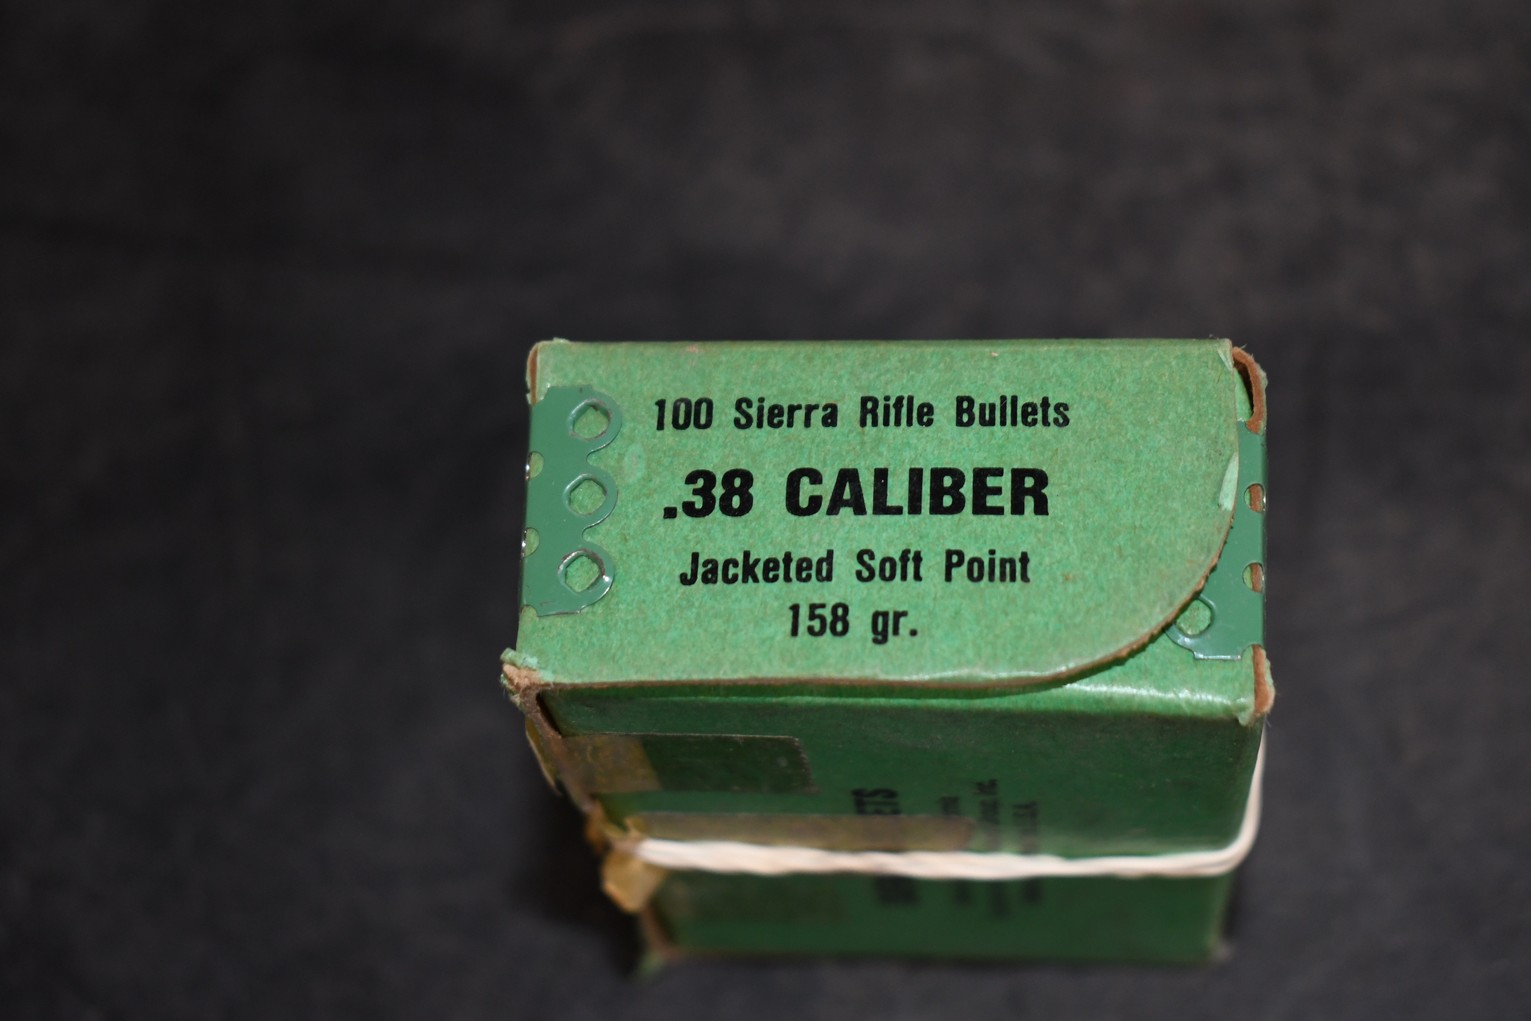 100 Sierra Rifle Bullets
.38 CALIBER
Jacketed Soft Point
158 gr.